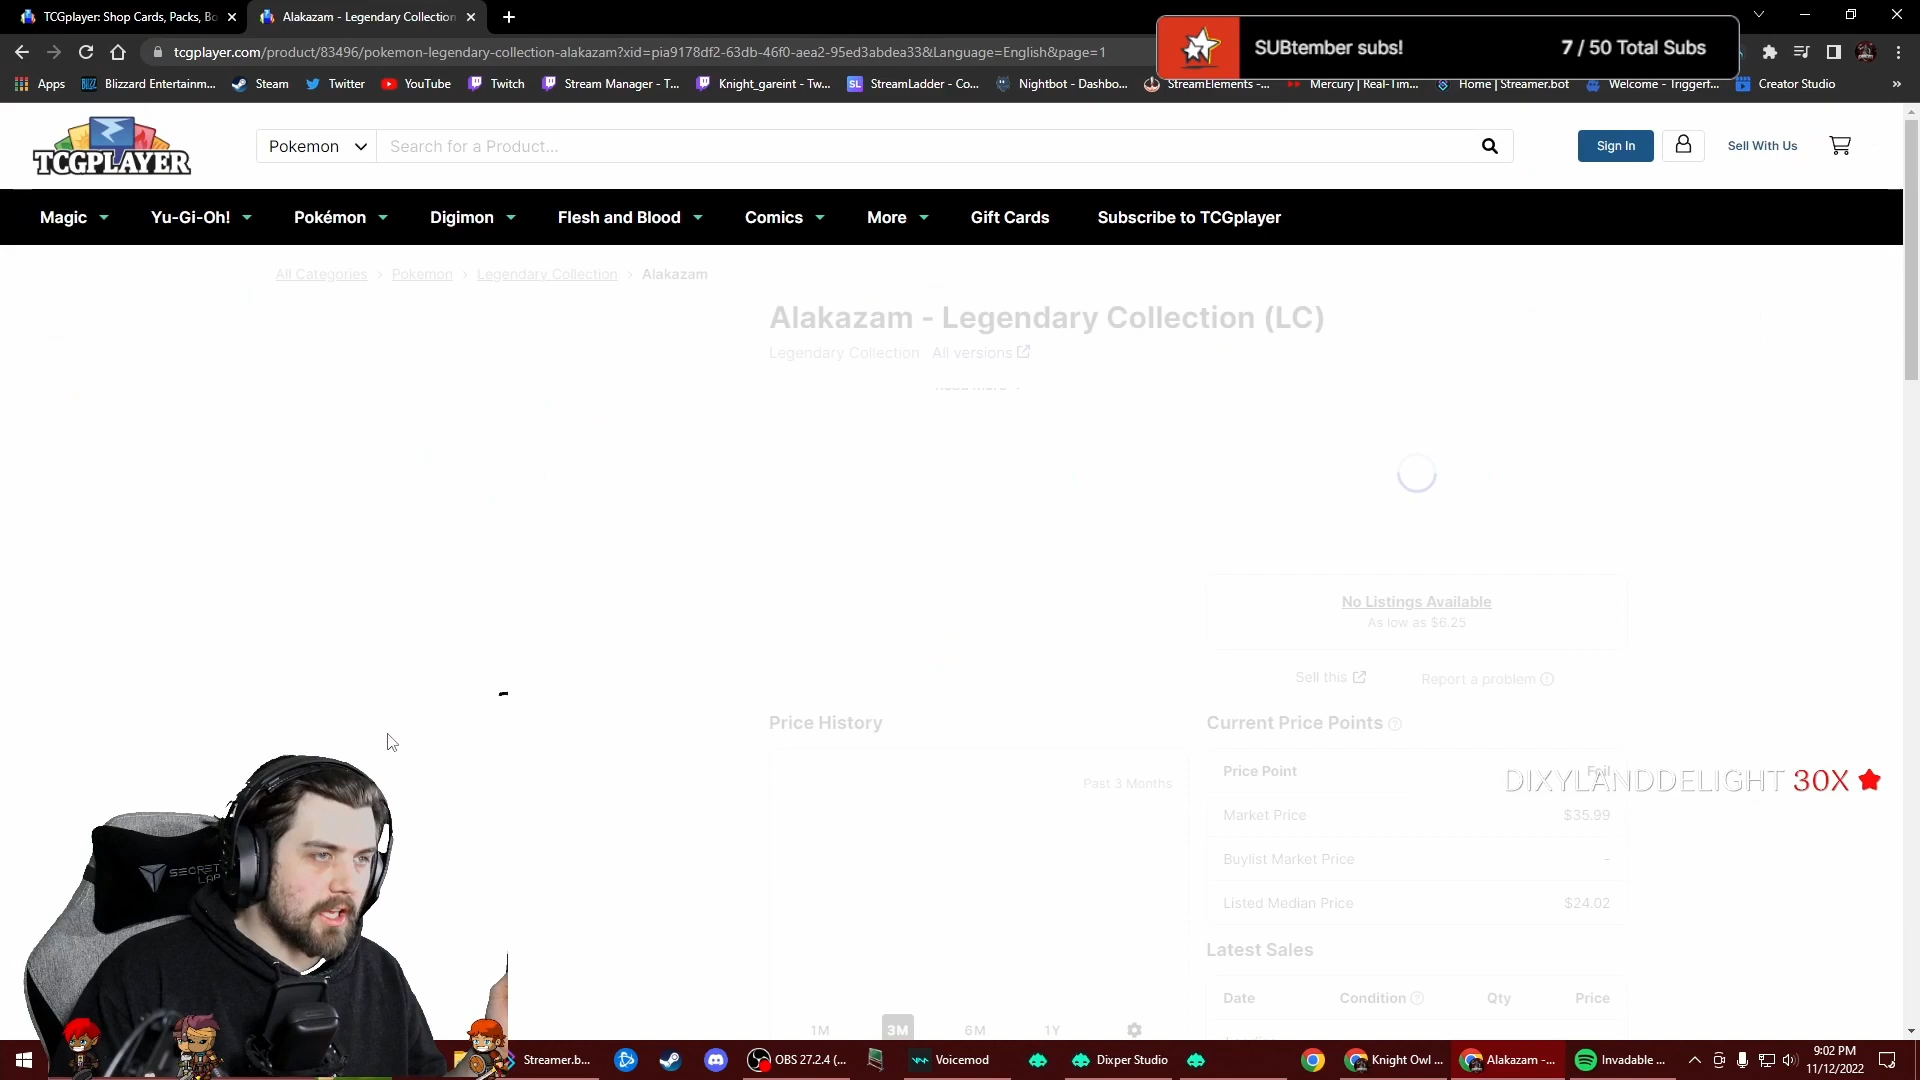 TCGplayer: Shop Cards, Packs, Bo
Alakazam - Legendary Collection
SUBtember subs!
7 / 50 Total Subs
tcgplayer.com/product/83496/pokemon-legendary-collection-alakazam?xid=pia9178df2-63db-46f0-aea2-95ed3abdea33&Language=English&page=1
Apps
Blizzard Entertainm...
Steam
Twitter
YouTube
Twitch
Stream Manager - T...
Knight_gareint - Tw...
StreamLadder - Co...
Nightbot - Dashbo...
StreamElements -...
Mercury | Real-Tim...
Home | Streamer.bot
Welcome - Triggerf...
Creator Studio
TCGPLAYER
Pokemon
Search for a Product...
Sign In
Sell With Us
Magic
Yu-Gi-Oh!
Pokémon
Digimon
Flesh and Blood
Comics
More
Gift Cards
Subscribe to TCGplayer
All Categories > Pokemon > Legendary Collection > Alakazam
Alakazam - Legendary Collection (LC)
Legendary Collection All versions
Read More
No Listings Available
As low as $6.25
Sell this
Report a problem
Price History
Current Price Points
Past 3 Months
Price Point Foil
DIXYLANDDELIGHT 30X
Market Price $35.99
Buylist Market Price -
Listed Median Price $24.02
Latest Sales
Date Condition Qty Price
1M 3M 6M 1Y
SECRET
LAB
Streamer.b...
OBS 27.2.4 (...
Voicemod
Dixper Studio
Knight Owl ...
Alakazam -...
Invadable ...
9:02 PM
11/12/2022